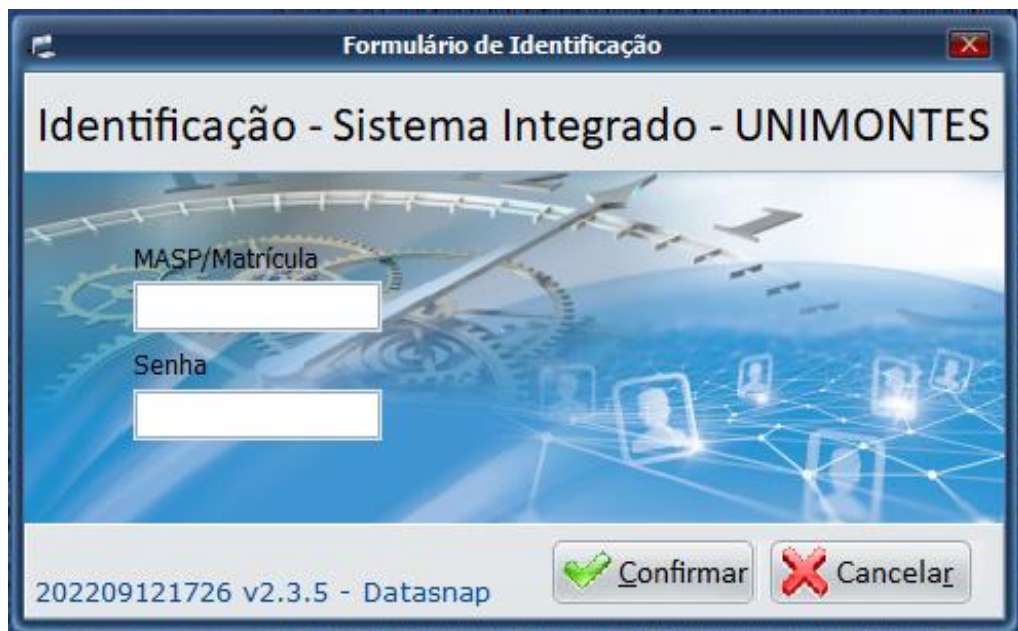 Formulário de Identificação
Identificação - Sistema Integrado - UNIMONTES
MASP/Matrícula
Senha
202209121726 v2.3.5 - Datasnap
Confirmar
Cancelar